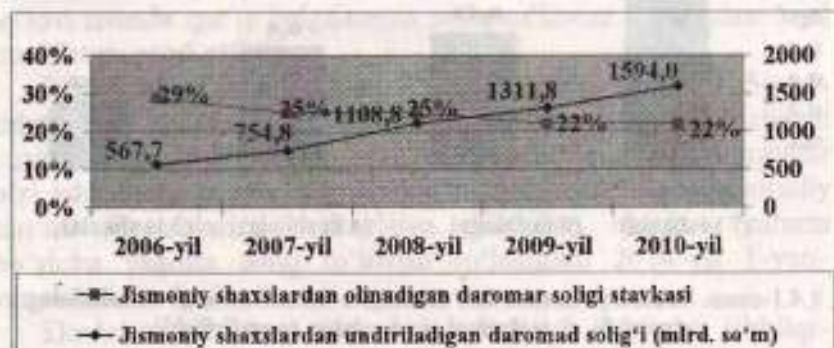 40% 2000
1594,0
1311,8
30% 29% 1500
25% 1108,8 25%
754,8
20% 22% 22% 1000
567,7
10% 500
0% 0
2006-yil 2007-yil 2008-yil 2009-yil 2010-yil
Jismoniy shaxslardan olinadigan daromar soligi stavkasi
Jismoniy shaxslardan undiriladigan daromad solig‘i (mlrd. so‘m)